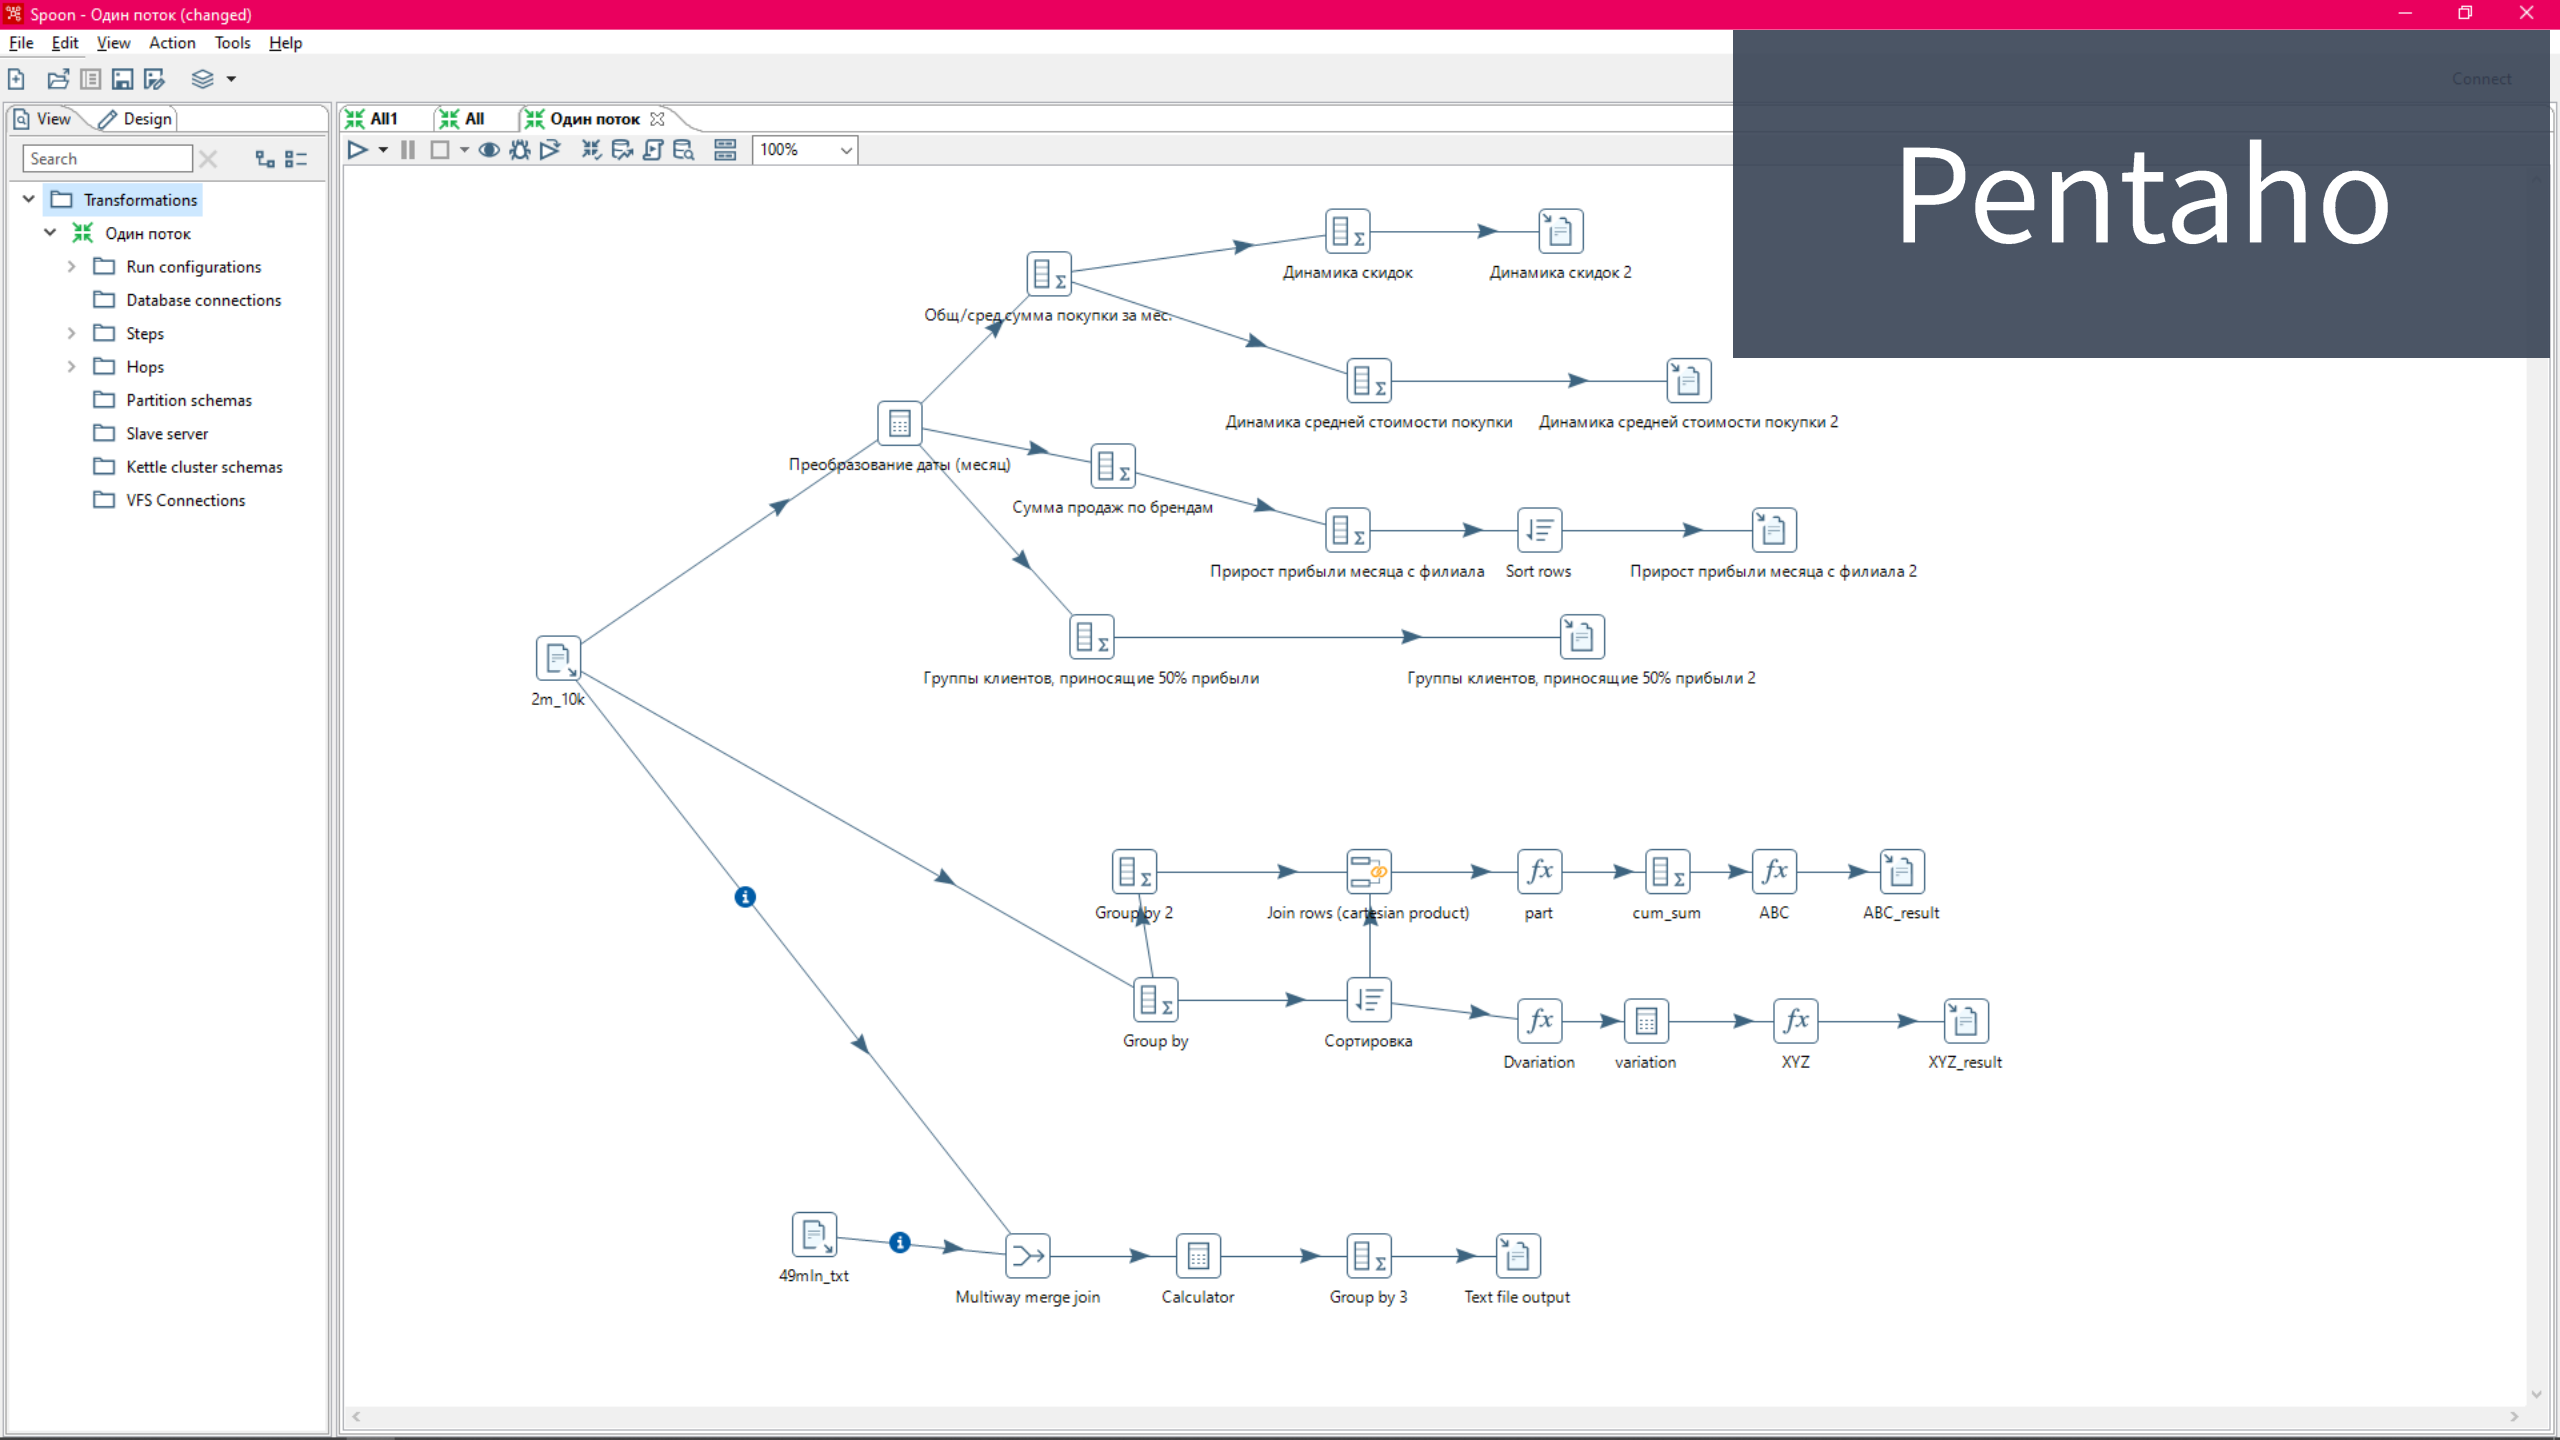 Spoon - Один поток (changed)
File Edit View Action Tools Help
Connect
Pentaho
View Design
Search
Transformations
Один поток
Run configurations
Database connections
Steps
Hops
Partition schemas
Slave server
Kettle cluster schemas
VFS Connections
All1 All Один поток
100%
Динамика скидок Динамика скидок 2
Общ/сред.сумма покупки за мес.
Динамика средней стоимости покупки Динамика средней стоимости покупки 2
Преобразование даты (месяц)
Сумма продаж по брендам
Прирост прибыли месяца с филиала Sort rows Прирост прибыли месяца с филиала 2
Группы клиентов, приносящие 50% прибыли Группы клиентов, приносящие 50% прибыли 2
2m_10k
Group by 2 Join rows (cartesian product) part cum_sum ABC ABC_result
Group by Сортировка
Dvariation variation XYZ XYZ_result
49mln_txt
Multiway merge join Calculator Group by 3 Text file output